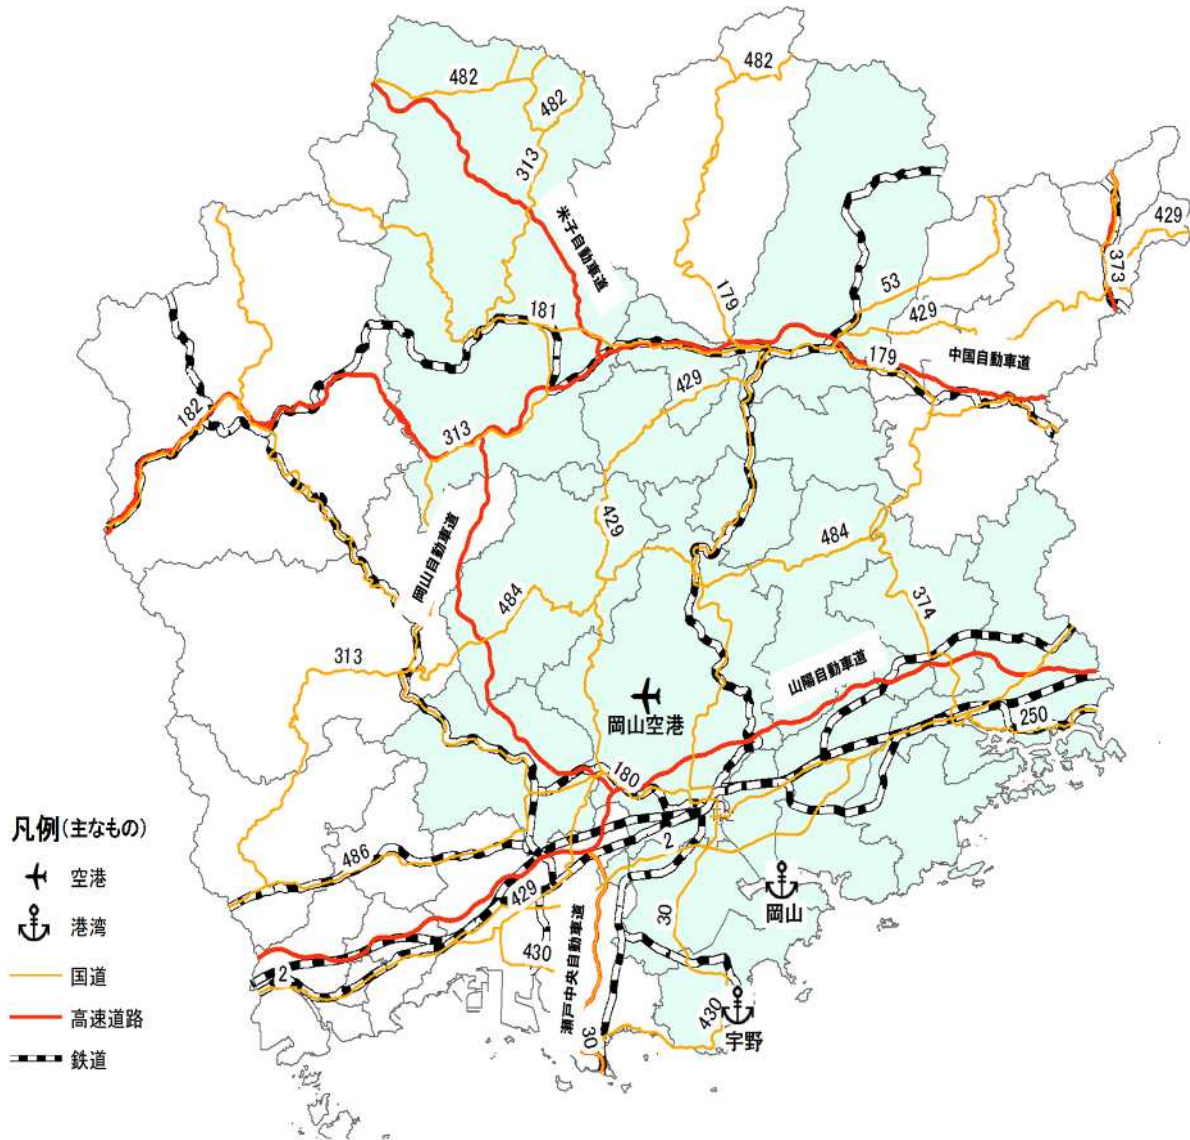 482
482
482
313
429
373
米子自動車道
53
179
181
429
179
中国自動車道
429
182
313
岡山自動車道
429
484
484
374
313
山陽自動車道
岡山空港
250
180
凡例(主なもの)
空港
港湾
国道
高速道路
鉄道
486
2
429
岡山
30
瀬戸中央自動車道
430
2
430
宇野
30